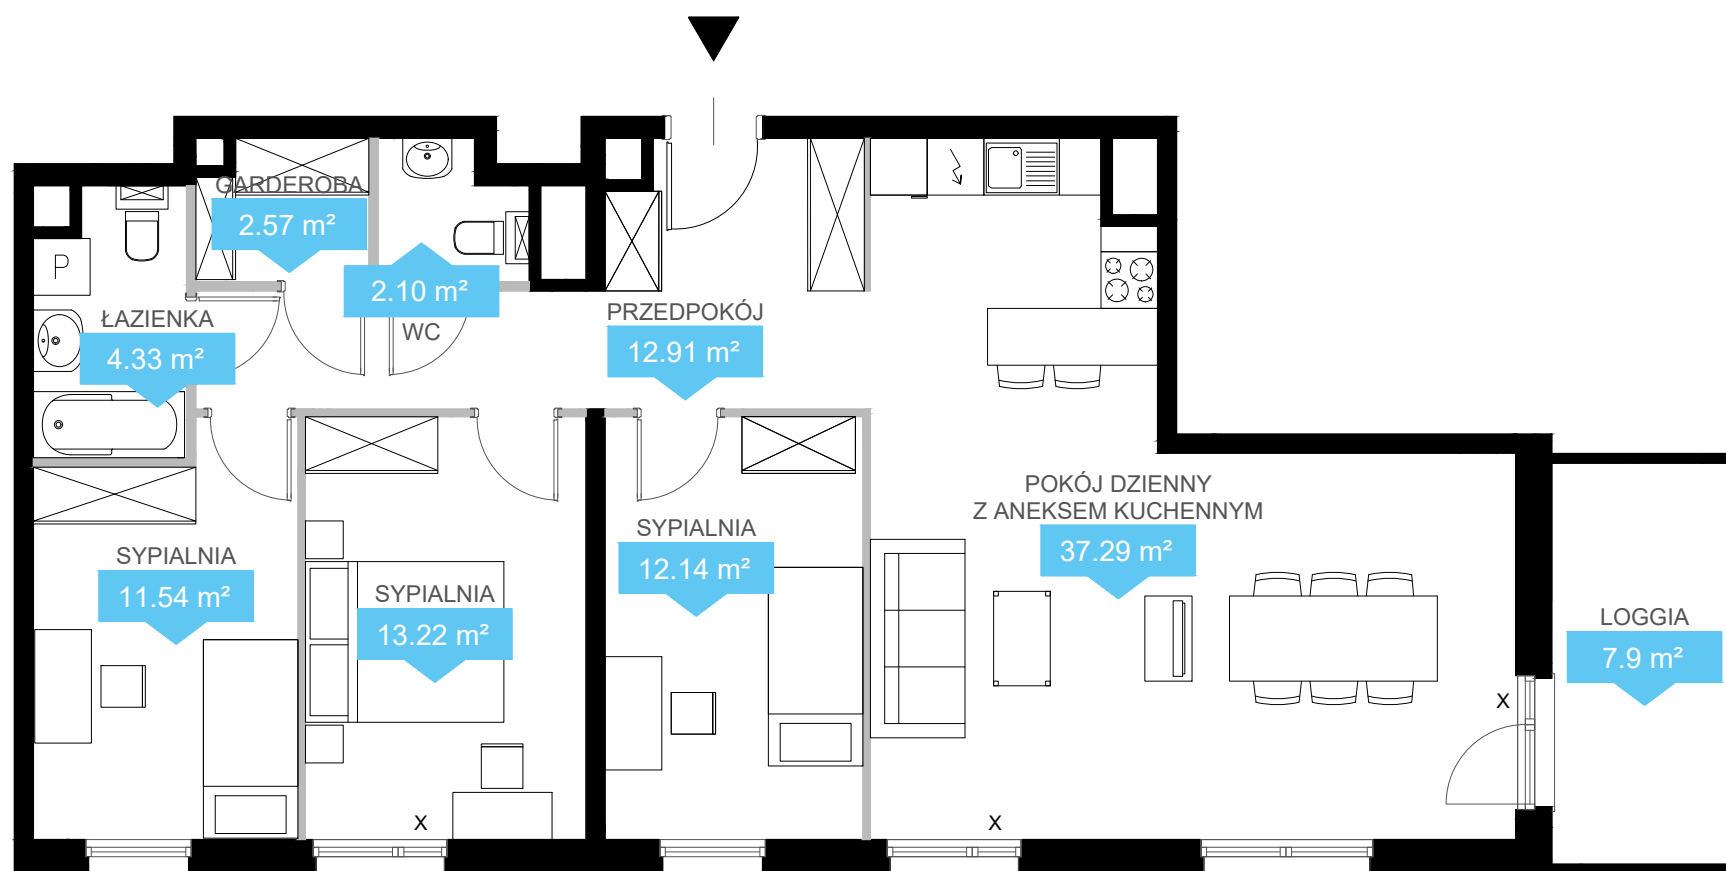 GARDEROBA
2.57 m²
2.10 m²
WC
P
ŁAZIENKA
4.33 m²
PRZEDPOKÓJ
12.91 m²
SYPIALNIA
11.54 m²
SYPIALNIA
13.22 m²
SYPIALNIA
12.14 m²
POKÓJ DZIENNY
Z ANEKSEM KUCHENNYM
37.29 m²
LOGGIA
7.9 m²
X
X
X